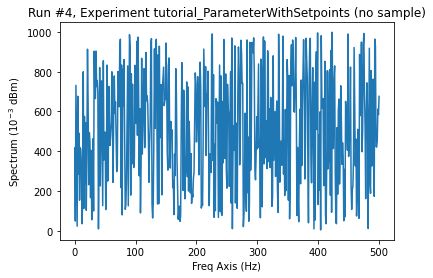 Run #4, Experiment tutorial_ParameterWithSetpoints (no sample)
Spectrum (10⁻³ dBm)
1000
800
600
400
200
0
0 100 200 300 400 500
Freq Axis (Hz)